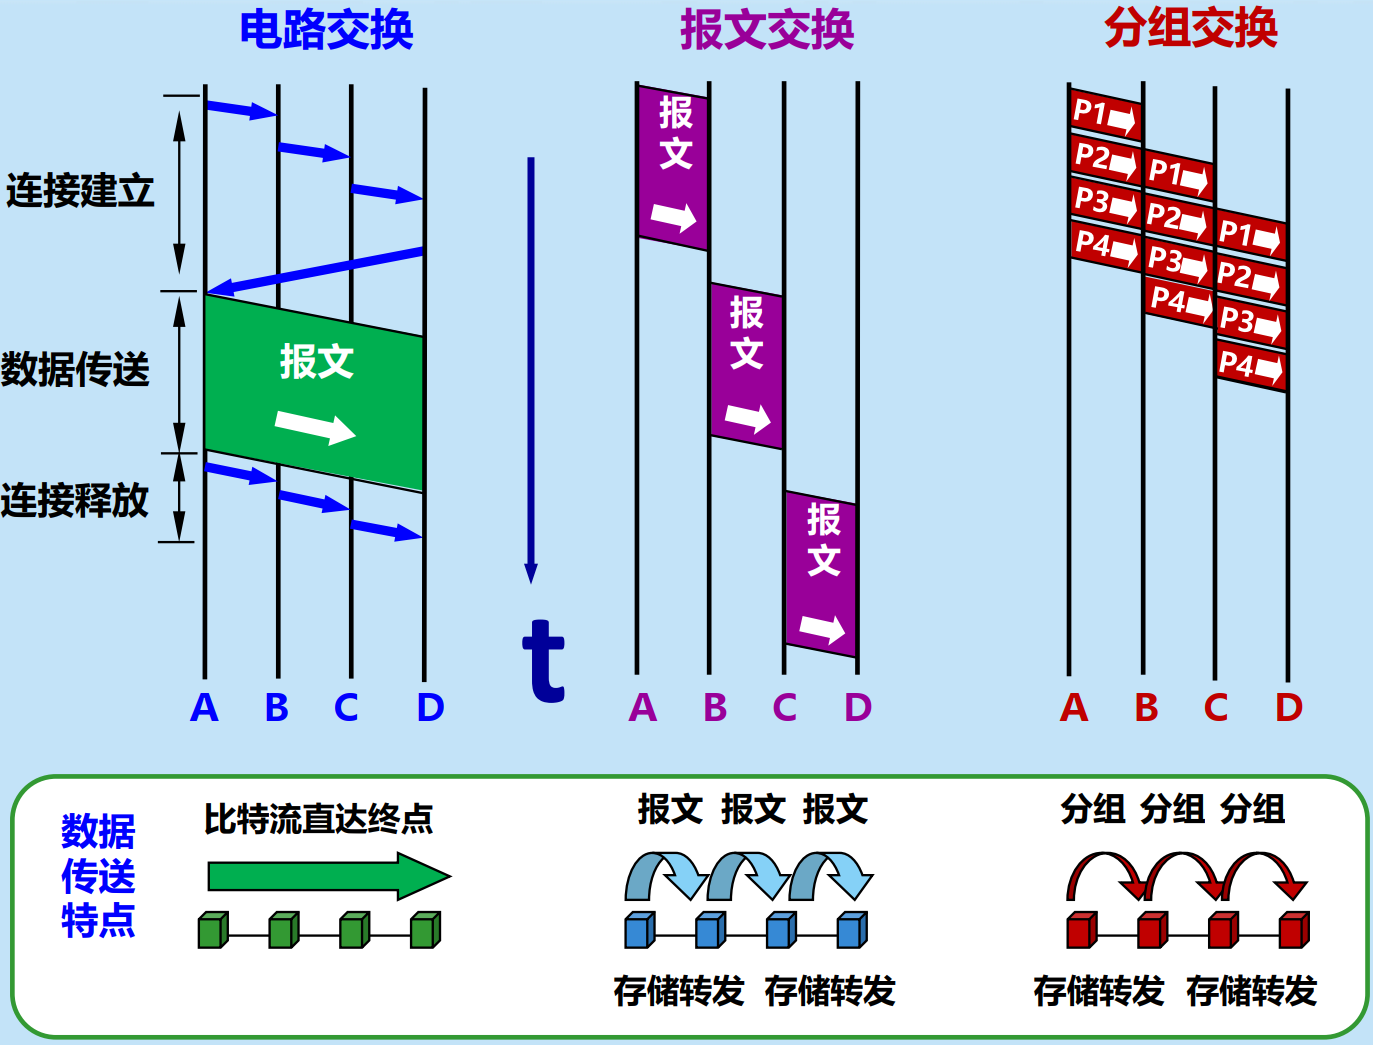 电路交换
报文交换
分组交换
连接建立
数据传送
连接释放
报文
A B C D
t
报
文
报
文
报
文
A B C D
P1
P2
P3
P4
P1
P2
P3
P4
P1
P2
P3
P4
A B C D
数据
传送
特点
比特流直达终点
报文 报文 报文
存储转发 存储转发
分组 分组 分组
存储转发 存储转发